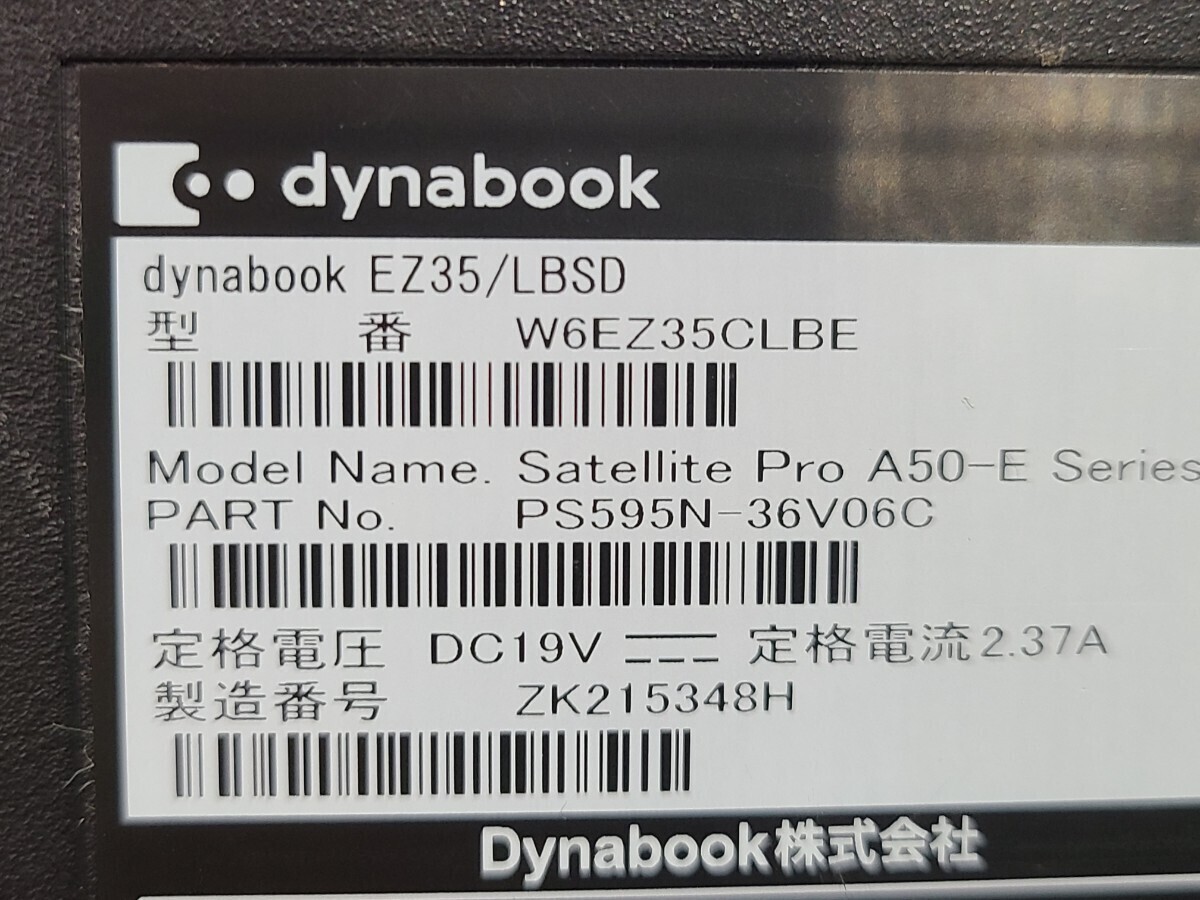 dynabook
dynabook EZ35/LBSD
型 番 W6EZ35CLBE
Model Name. Satellite Pro A50-E Series
PART No. PS595N-36V06C
定格電圧 DC19V 定格電流2.37A
製造番号 ZK215348H
Dynabook株式会社